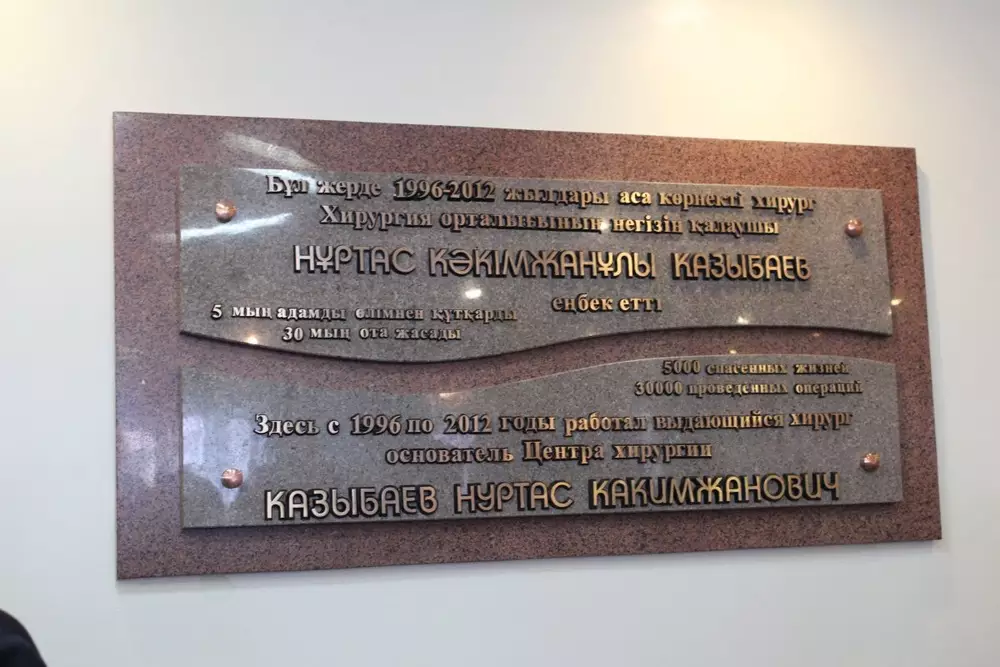 Бұл жерде 1996-2012 жылдары аса көрнекті хирург
Хирургия орталығының негізін қалаушы
НҰРТАС КӘКІМЖАНҰЛЫ ҚАЗЫБАЕВ
еңбек етті
5 мың адамды өлімнен құтқарды
30 мың ота жасады
5000 спасенных жизней
30000 проведенных операций
Здесь с 1996 по 2012 годы работал выдающийся хирург
основатель Центра хирургии
КАЗЫБАЕВ НУРТАС КАКИМЖАНОВИЧ